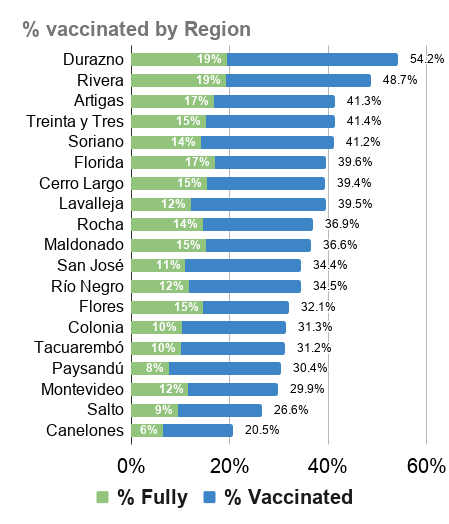 % vaccinated by Region
Durazno 19% 54.2%
Rivera 19% 48.7%
Artigas 17% 41.3%
Treinta y Tres 15% 41.4%
Soriano 14% 41.2%
Florida 17% 39.6%
Cerro Largo 15% 39.4%
Lavalleja 12% 39.5%
Rocha 14% 36.9%
Maldonado 15% 36.6%
San José 11% 34.4%
Río Negro 12% 34.5%
Flores 15% 32.1%
Colonia 10% 31.3%
Tacuarembó 10% 31.2%
Paysandú 8% 30.4%
Montevideo 12% 29.9%
Salto 9% 26.6%
Canelones 6% 20.5%
0% 20% 40% 60%
% Fully % Vaccinated